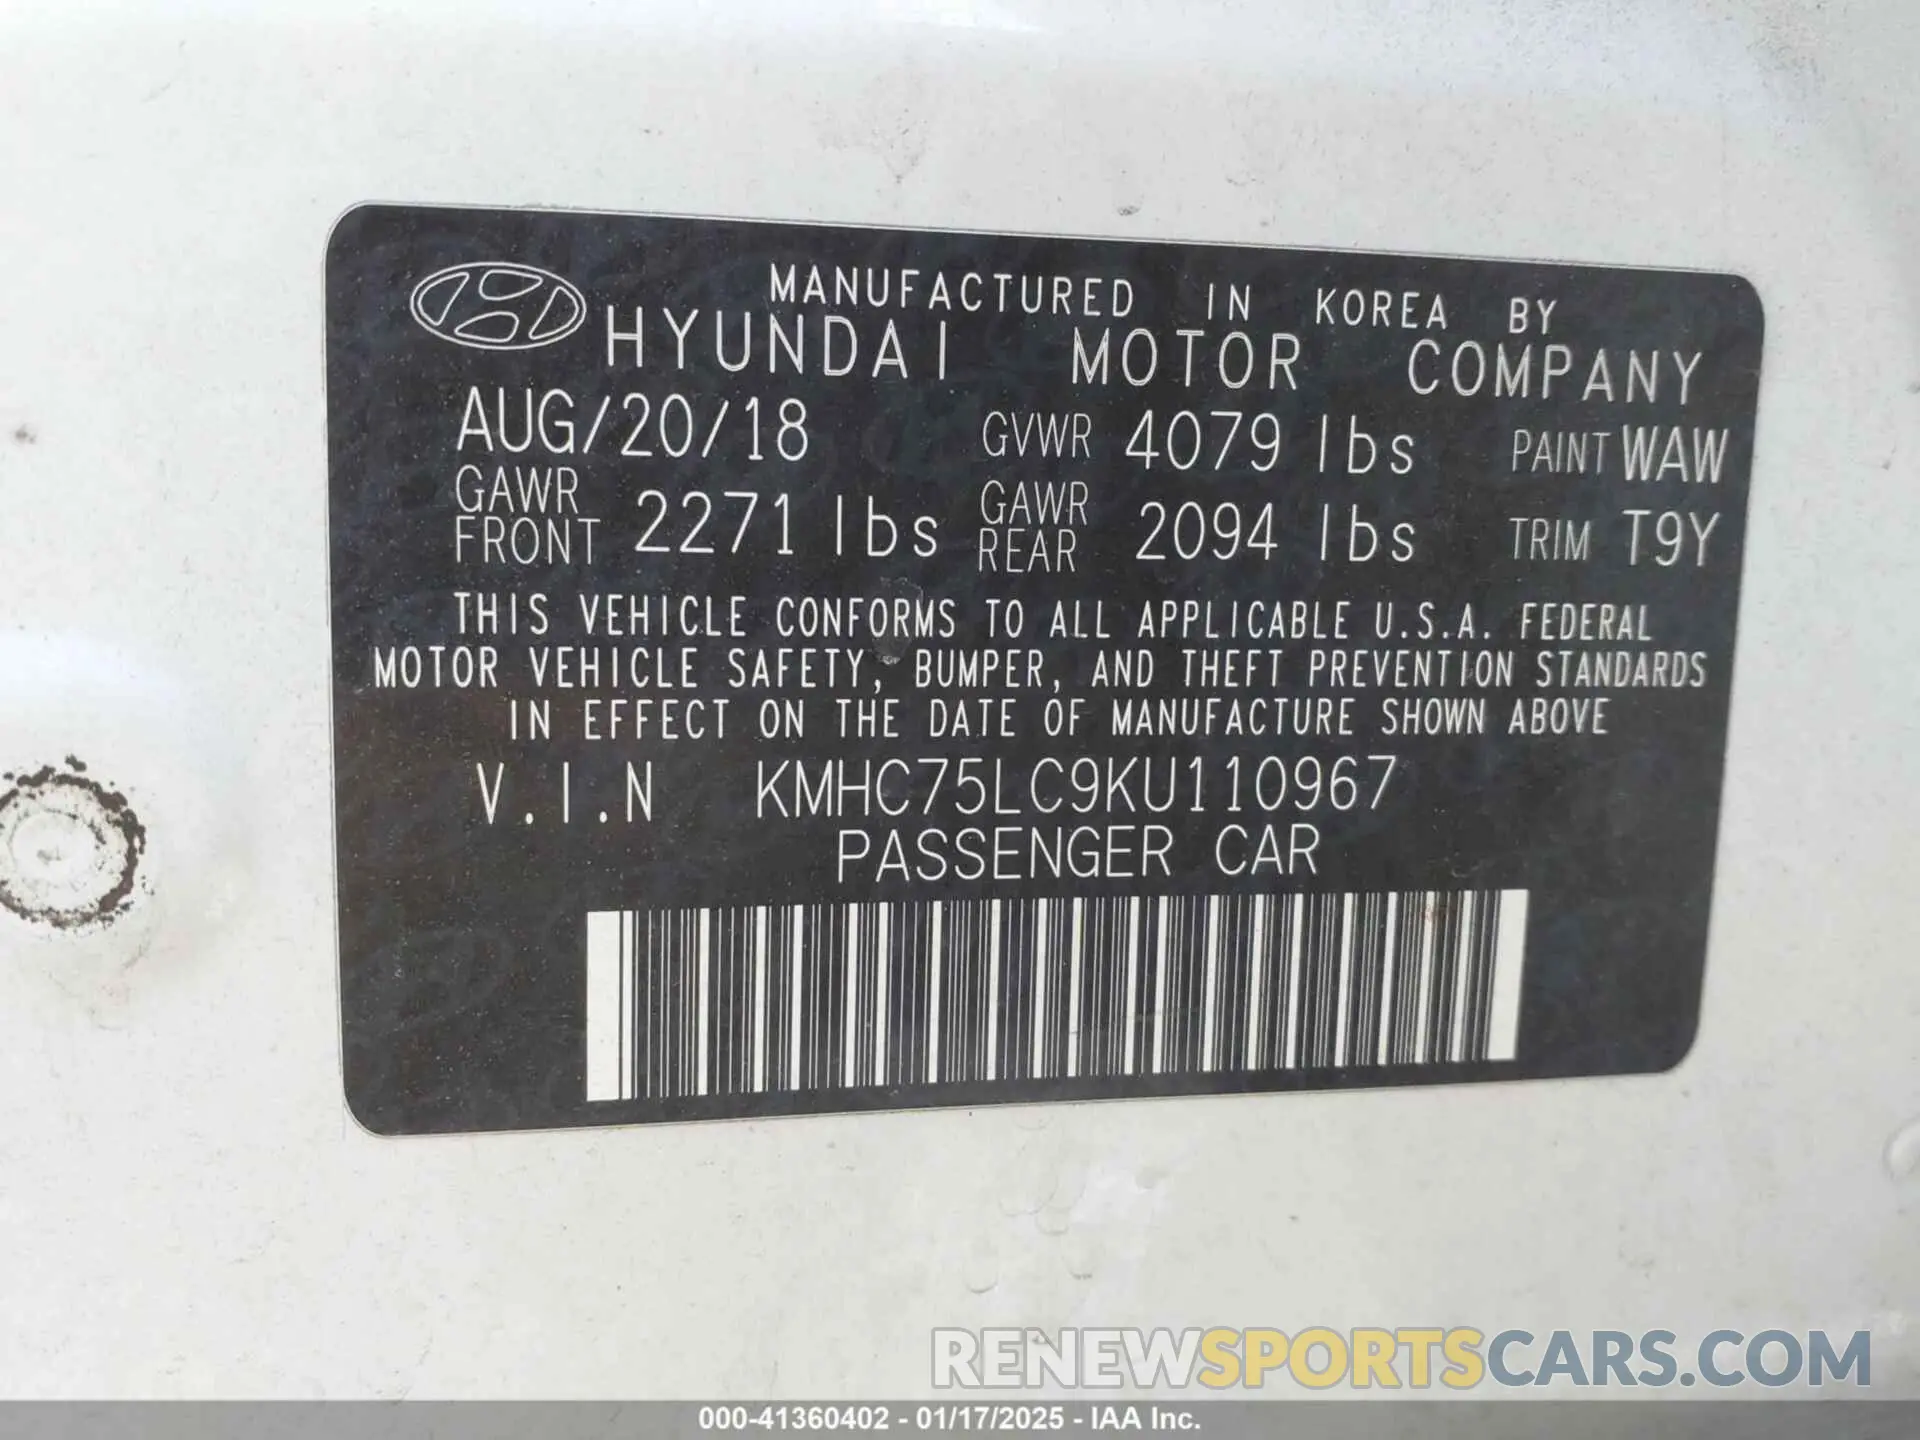 MANUFACTURED IN KOREA BY
HYUNDAI MOTOR COMPANY
AUG/20/18 GVWR 4079 lbs PAINT WAW
GAWR FRONT 2271 lbs GAWR REAR 2094 lbs TRIM T9Y
THIS VEHICLE CONFORMS TO ALL APPLICABLE U.S.A. FEDERAL
MOTOR VEHICLE SAFETY, BUMPER, AND THEFT PREVENTION STANDARDS
IN EFFECT ON THE DATE OF MANUFACTURE SHOWN ABOVE
V.I.N KMHC75LC9KU110967
PASSENGER CAR
RENEWSPORTSCARS.COM
000-41360402 - 01/17/2025 - IAA Inc.